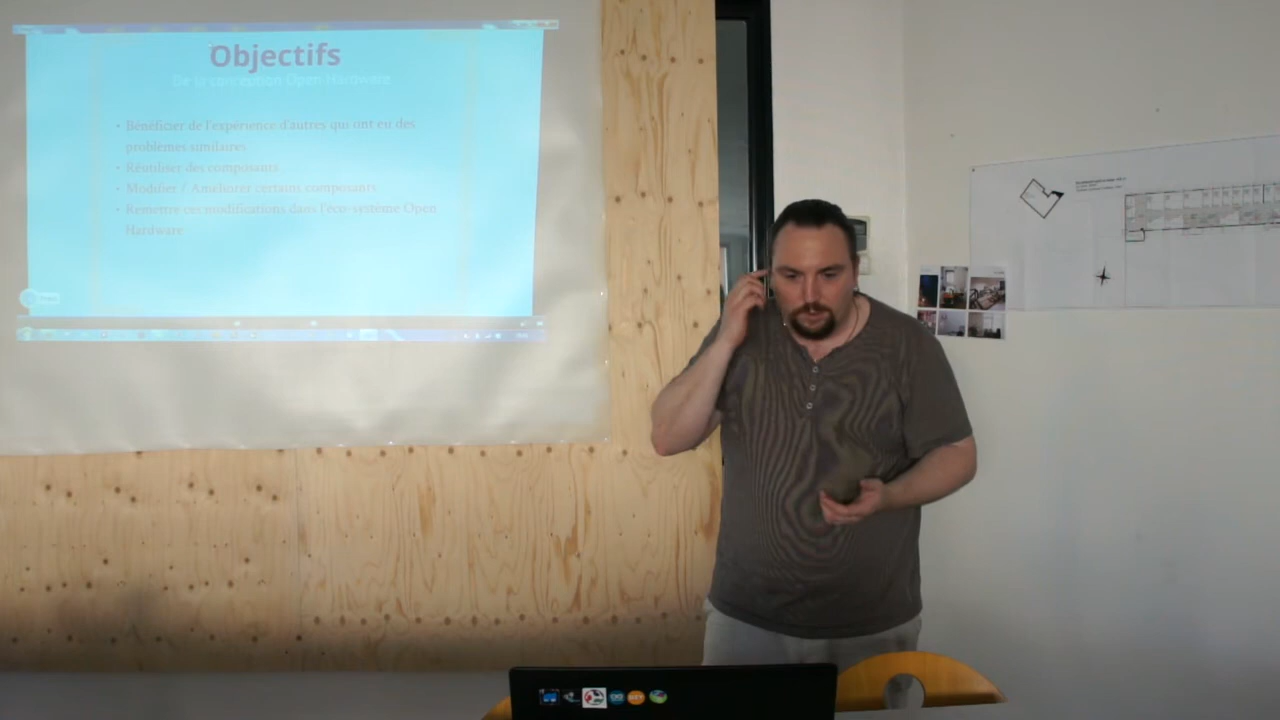 Objectifs
De la conception Open Hardware
• Bénéficier de l'expérience d'autres qui ont eu des
problèmes similaires
• Réutiliser des composants
• Modifier / Améliorer certains composants
• Remettre ces modifications dans l'éco-système Open
Hardware